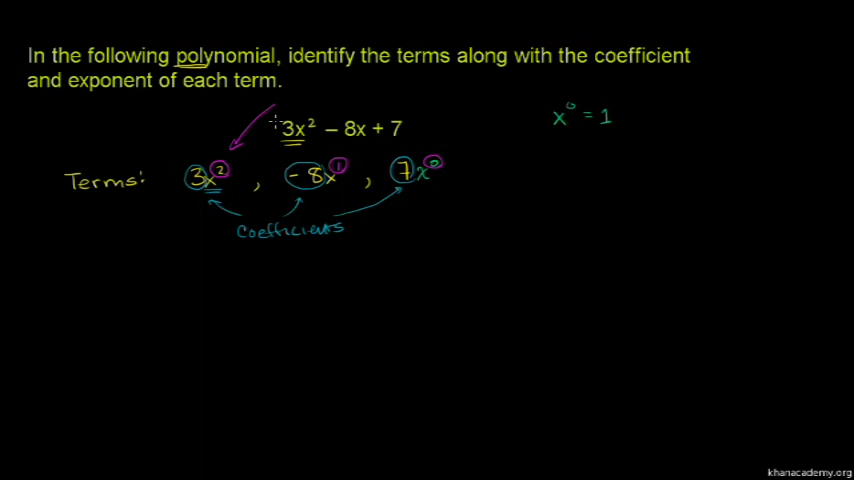 In the following polynomial, identify the terms along with the coefficient
and exponent of each term.
3x² – 8x + 7
x⁰ = 1
Terms: 3x², -8x¹, 7x⁰
Coefficients
khanacademy.org